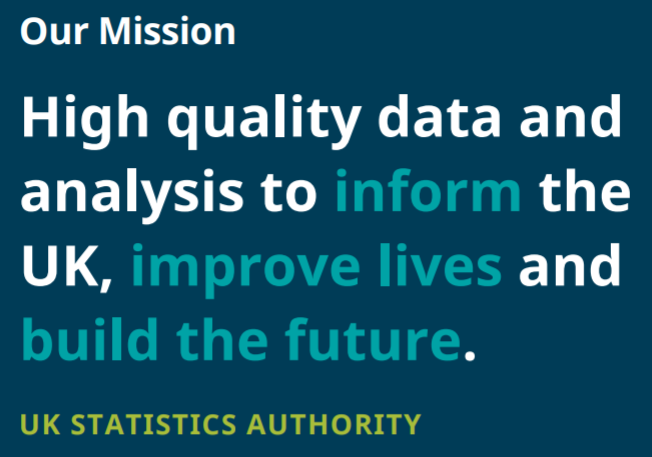 Our Mission
High quality data and
analysis to inform the
UK, improve lives and
build the future.
UK STATISTICS AUTHORITY